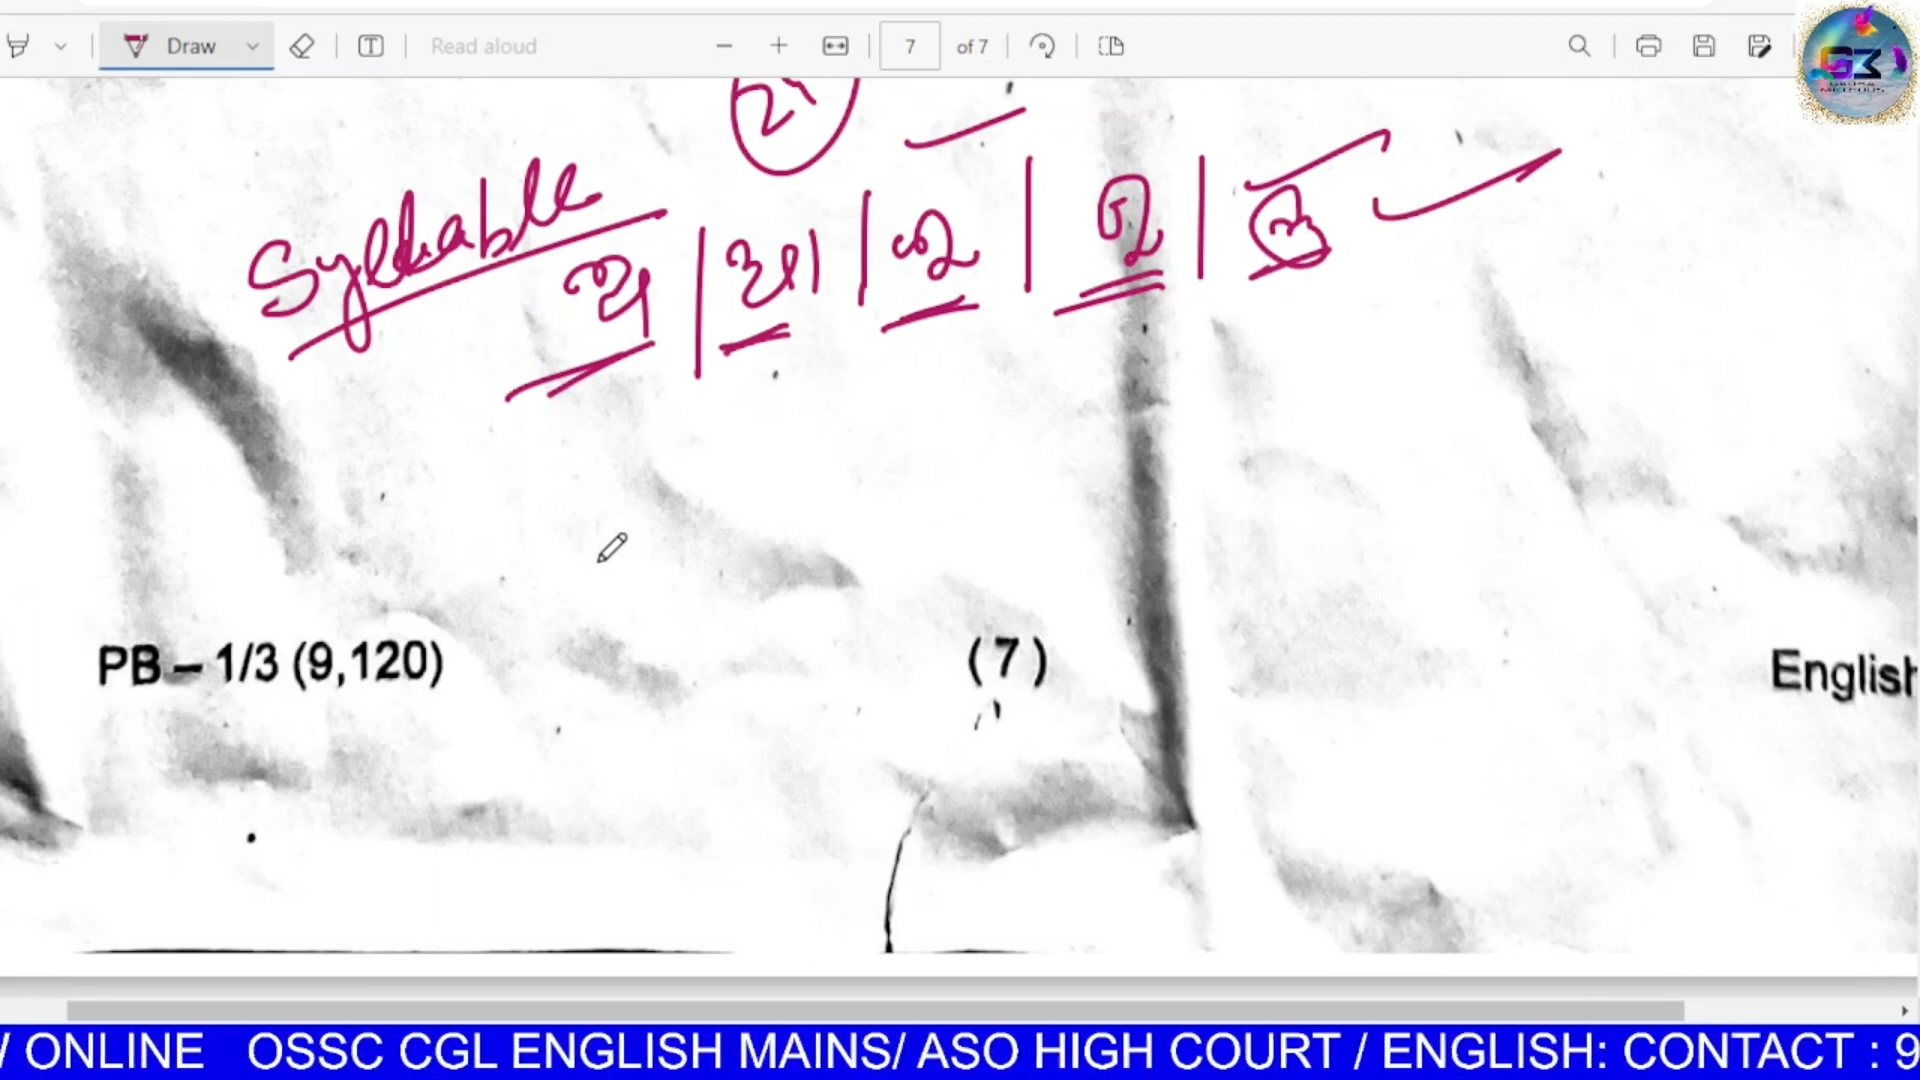 Draw
Read aloud
7 of 7
Syllable
PB – 1/3 (9,120)
(7)
English
ONLINE OSSC CGL ENGLISH MAINS/ ASO HIGH COURT / ENGLISH: CONTACT : 9